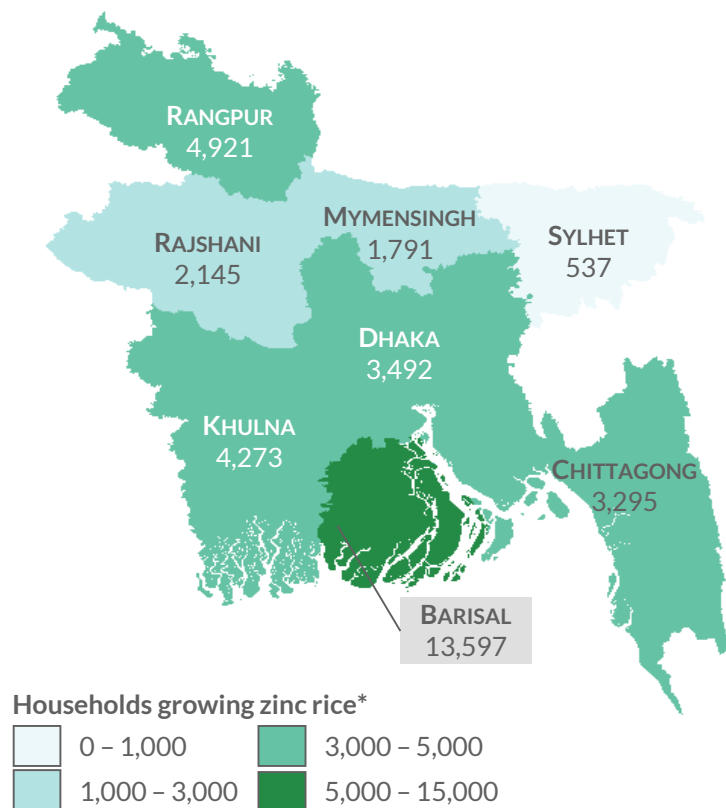 RANGPUR
4,921
MYMENSINGH
1,791
RAJSHANI
2,145
SYLHET
537
DHAKA
3,492
KHULNA
4,273
CHITTAGONG
3,295
BARISAL
13,597
Households growing zinc rice*
0 – 1,000
3,000 – 5,000
1,000 – 3,000
5,000 – 15,000